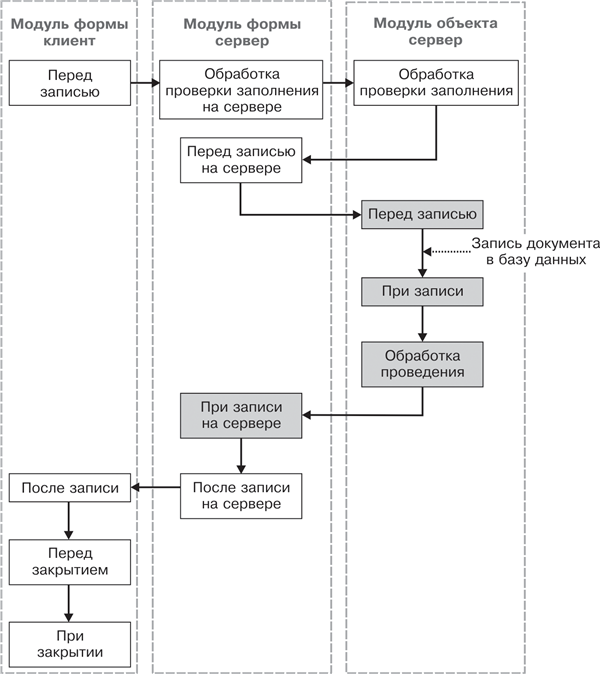 Модуль формы
клиент
Модуль формы
сервер
Модуль объекта
сервер
Перед
записью
Обработка
проверки заполнения
на сервере
Обработка
проверки заполнения
Перед записью
на сервере
Перед записью
Запись документа
в базу данных
При записи
Обработка
проведения
При записи
на сервере
После записи
После записи
на сервере
Перед
закрытием
При
закрытии